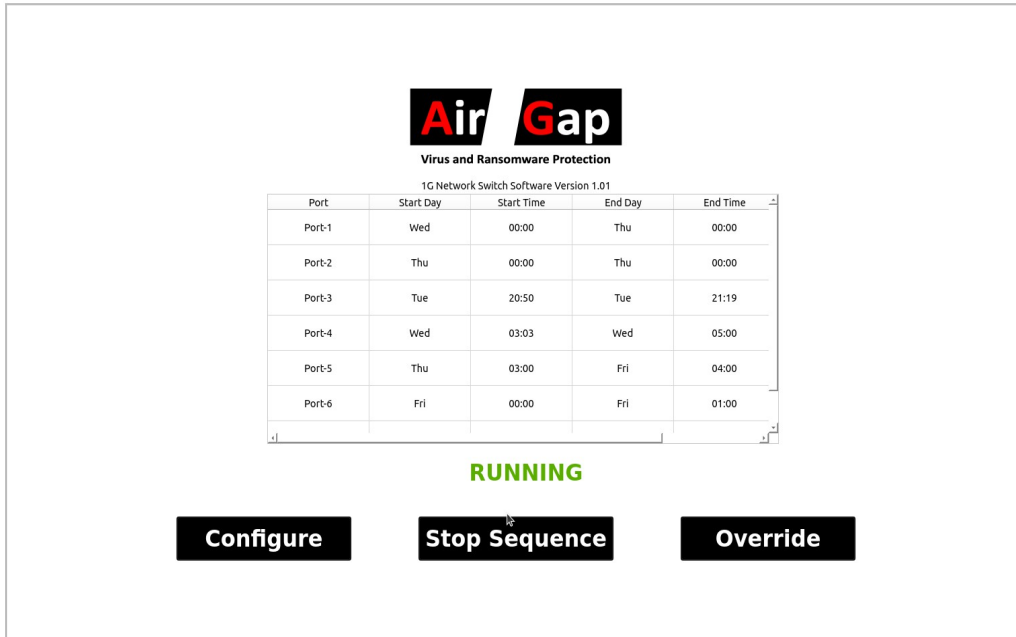 Air Gap
Virus and Ransomware Protection
1G Network Switch Software Version 1.01
Port Start Day Start Time End Day End Time
Port-1 Wed 00:00 Thu 00:00
Port-2 Thu 00:00 Thu 00:00
Port-3 Tue 20:50 Tue 21:19
Port-4 Wed 03:03 Wed 05:00
Port-5 Thu 03:00 Fri 04:00
Port-6 Fri 00:00 Fri 01:00
RUNNING
Configure Stop Sequence Override